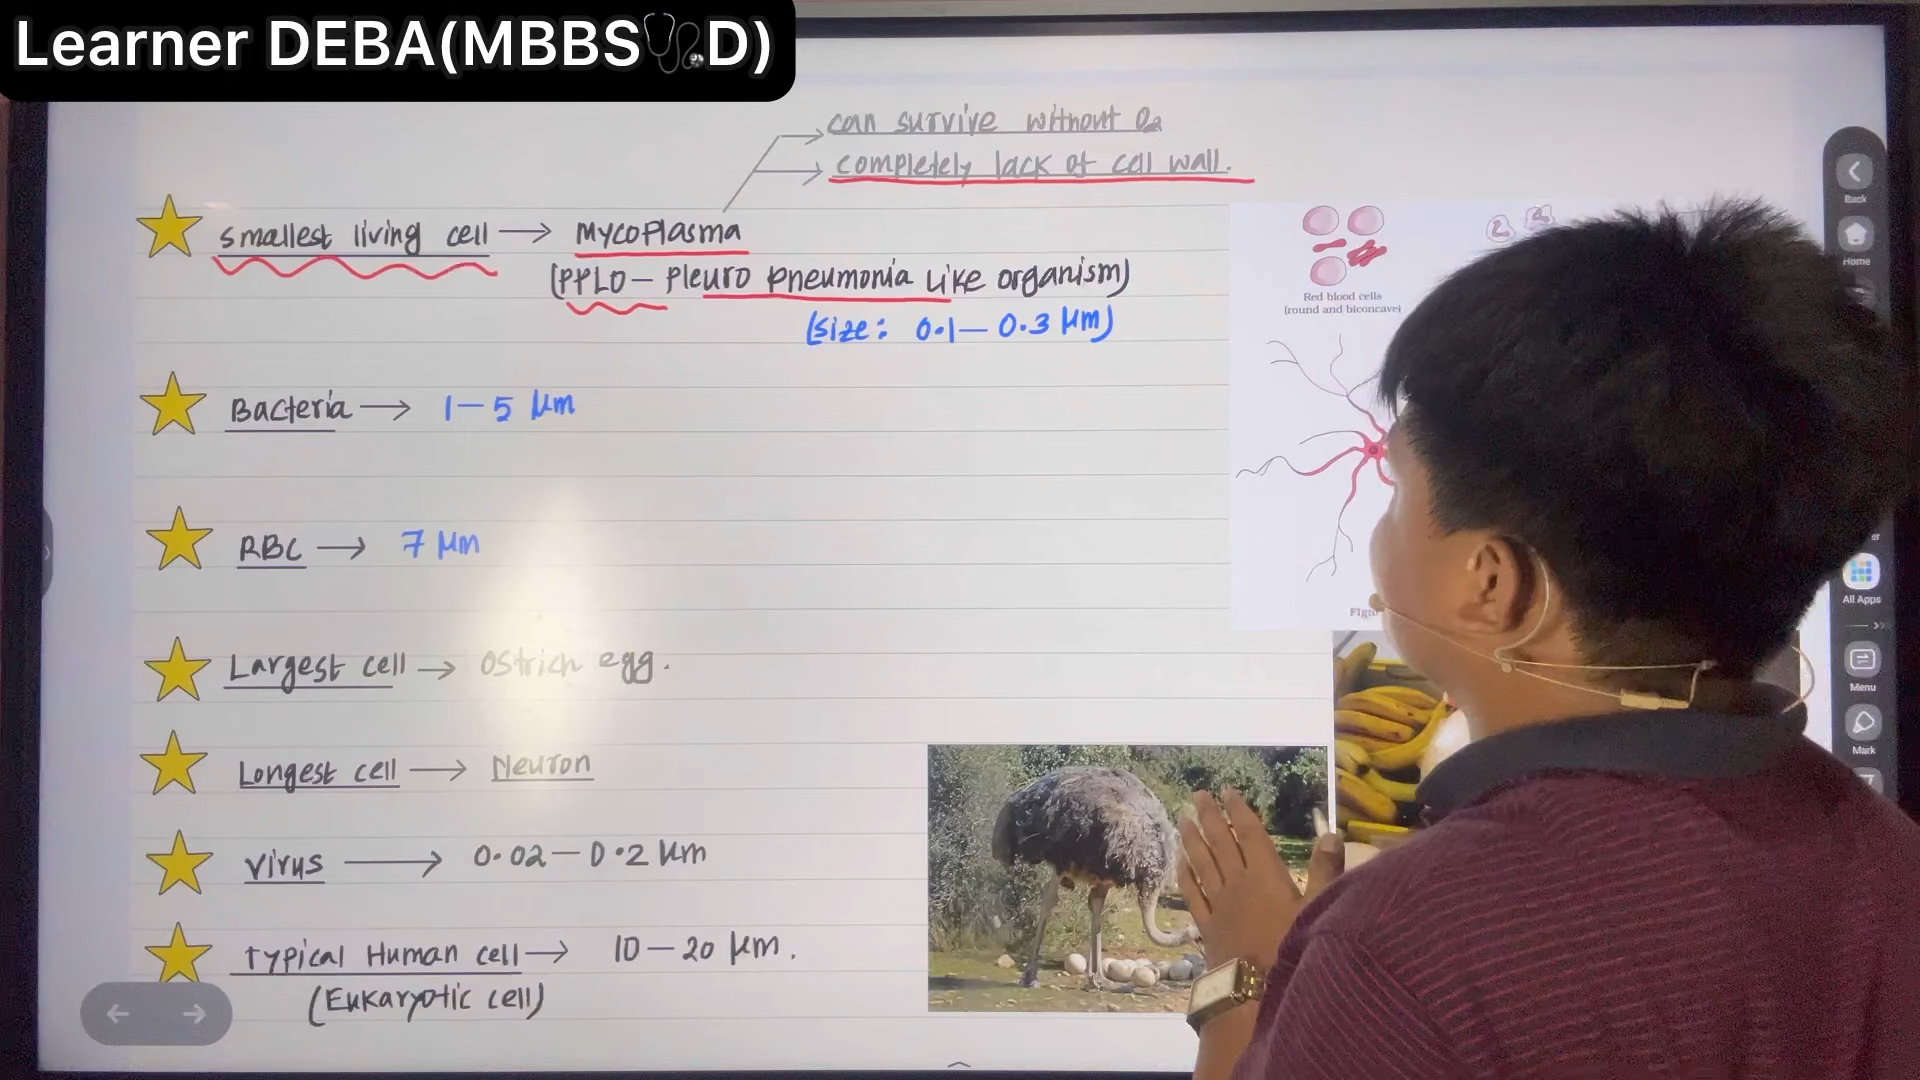 Learner DEBA(MBBS🩺D)
can survive without O2
completely lack of cell wall.
smallest living cell → Mycoplasma
(PPLO – Pleuro pneumonia Like organism)
(size: 0.1 – 0.3 μm)
Red blood cells
(round and biconcave)
Bacteria → 1 – 5 μm
RBC → 7 μm
Largest cell → Ostrich egg.
Longest cell → Neuron
Virus → 0.02 – 0.2 μm
Typical Human cell → 10 – 20 μm.
(Eukaryotic cell)
Back
Home
All Apps
Menu
Mark